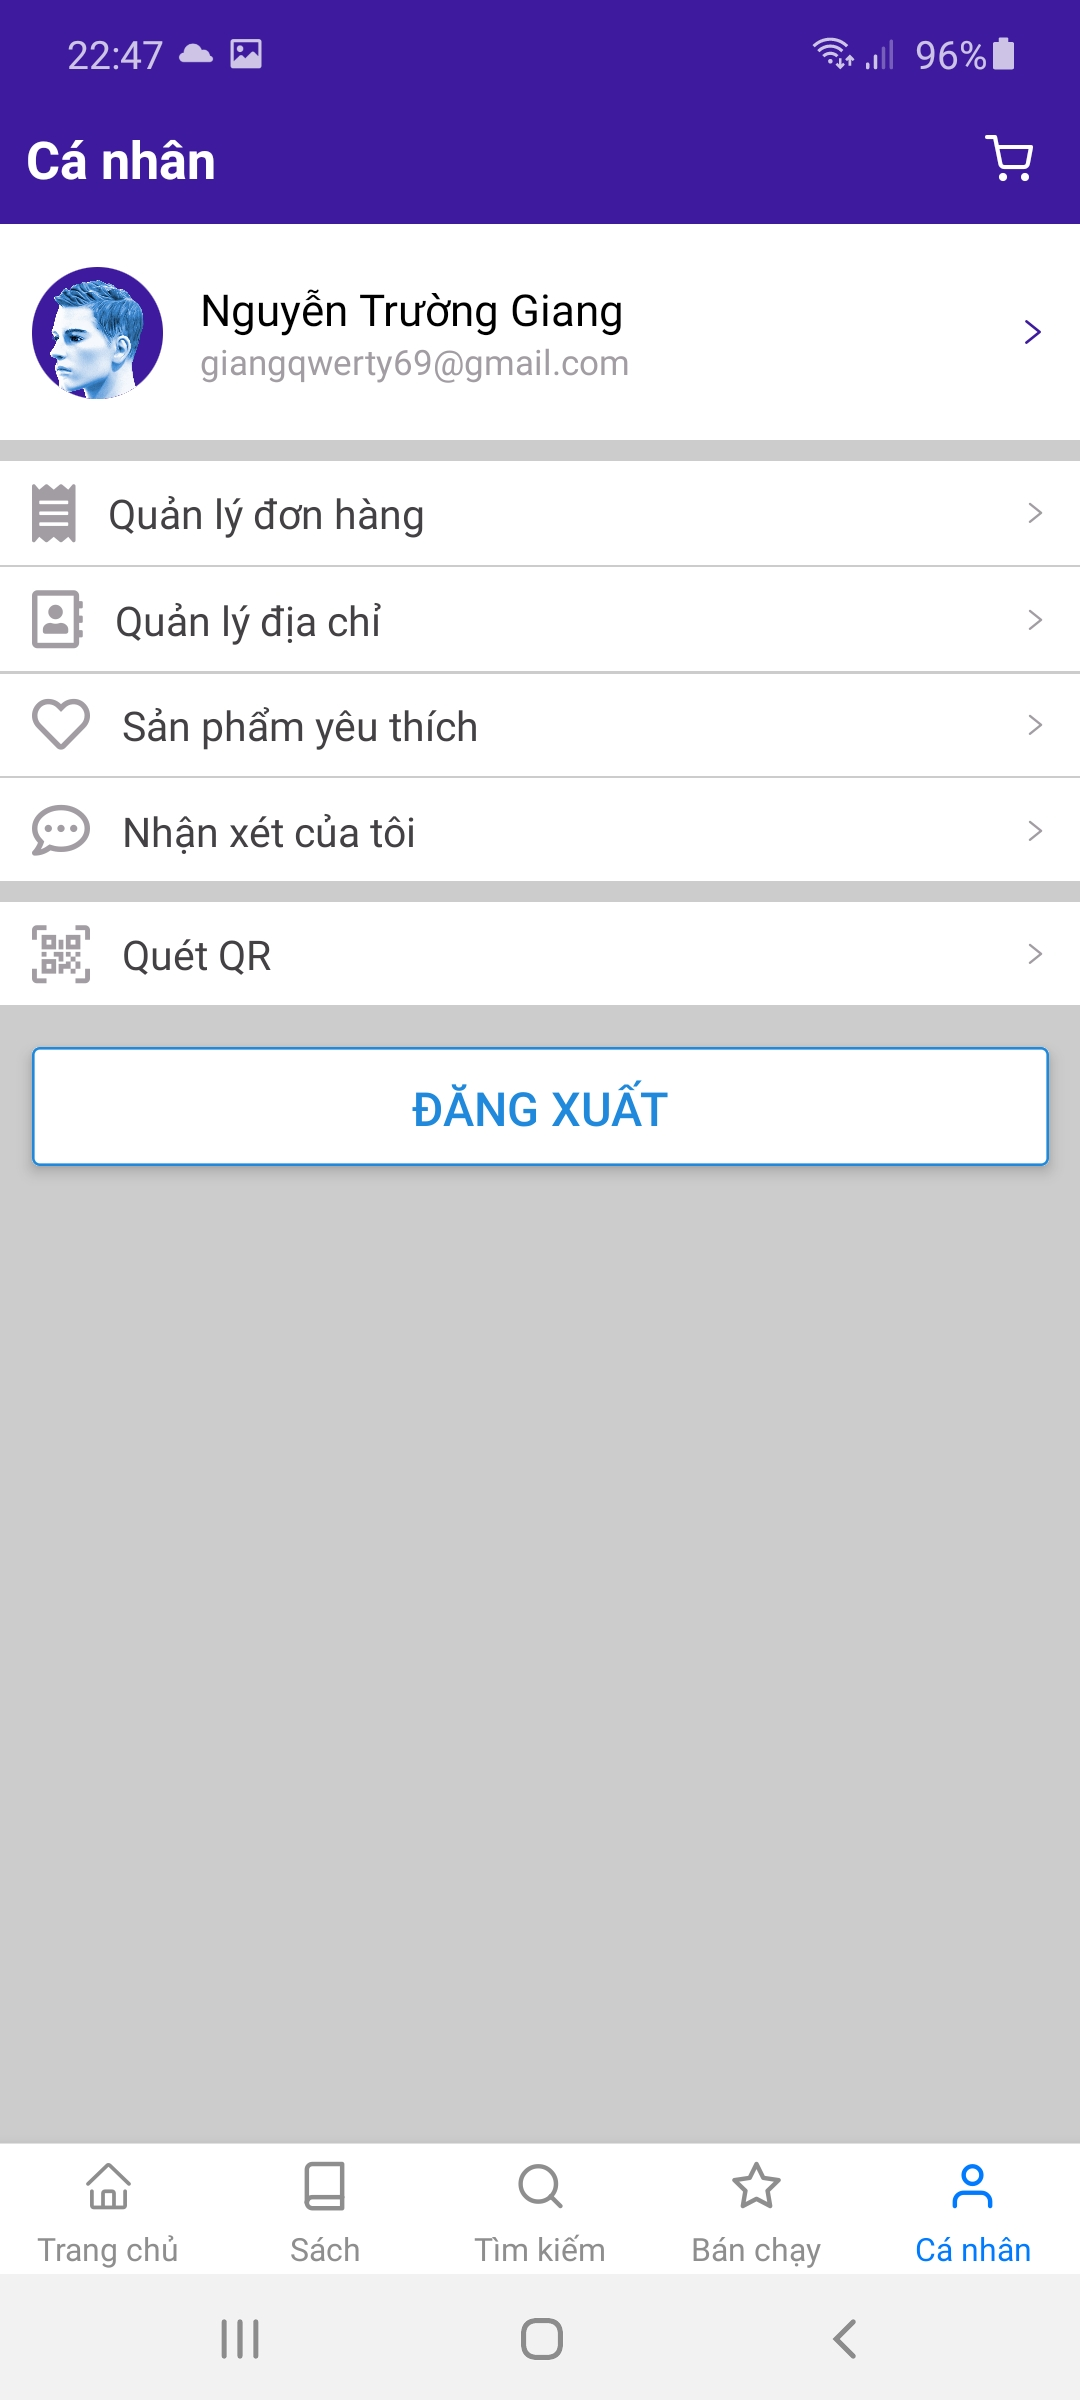 22:47
96%
Cá nhân
Nguyễn Trường Giang
giangqwerty69@gmail.com
Quản lý đơn hàng
Quản lý địa chỉ
Sản phẩm yêu thích
Nhận xét của tôi
Quét QR
ĐĂNG XUẤT
Trang chủ
Sách
Tìm kiếm
Bán chạy
Cá nhân